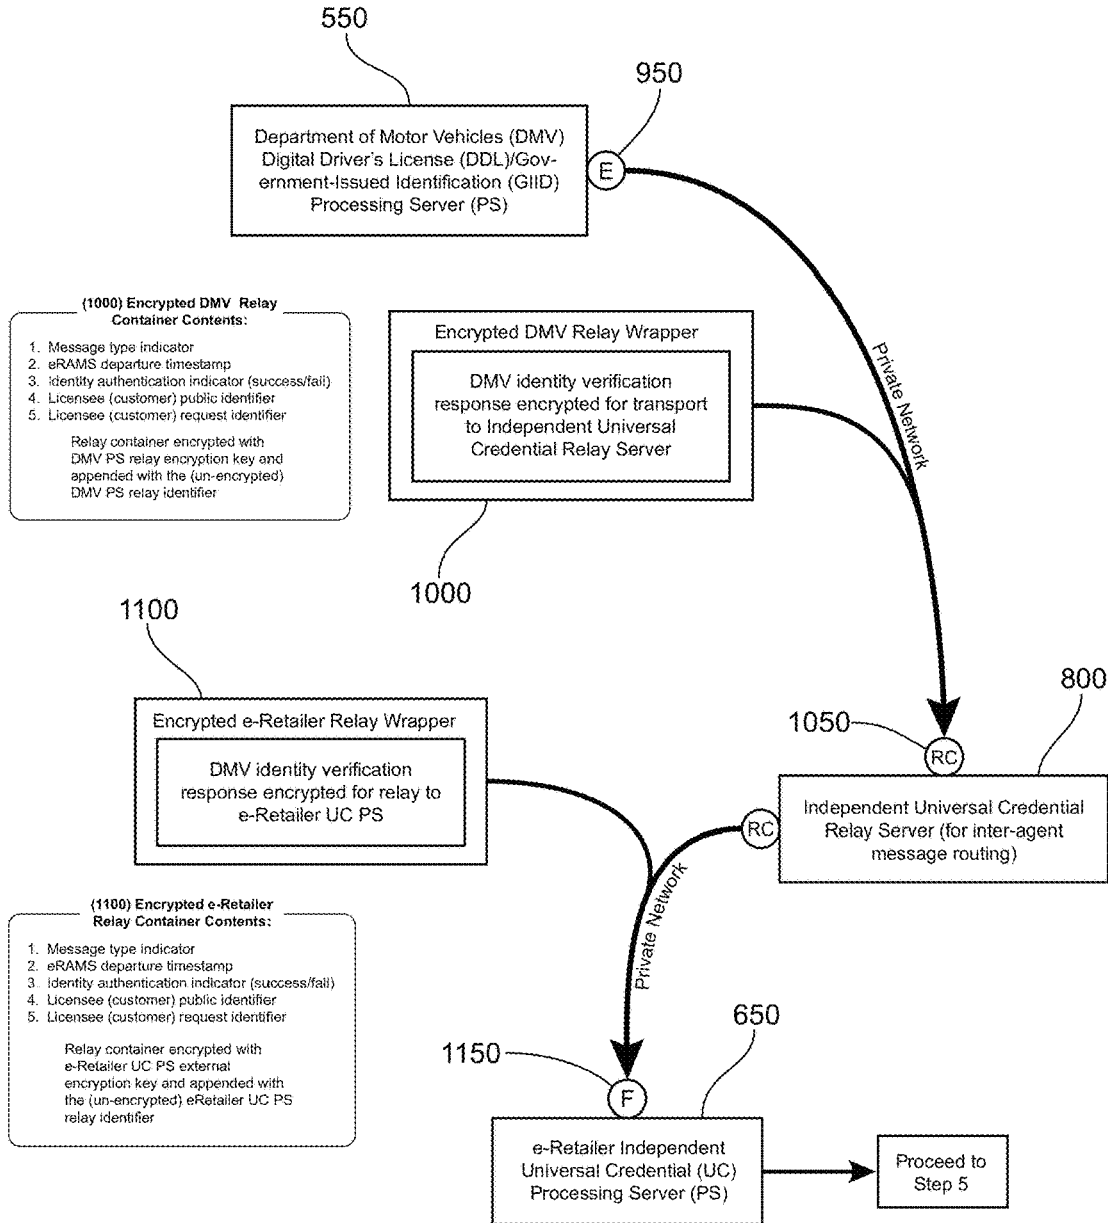 550
950
Department of Motor Vehicles (DMV)
Digital Driver's License (DDL)/Gov-
ernment-Issued Identification (GIID)
Processing Server (PS)
E
(1000) Encrypted DMV Relay
Container Contents:
1. Message type indicator
2. eRAMS departure timestamp
3. Identity authentication indicator (success/fail)
4. Licensee (customer) public identifier
5. Licensee (customer) request identifier
Relay container encrypted with
DMV PS relay encryption key and
appended with the (un-encrypted)
DMV PS relay identifier
Encrypted DMV Relay Wrapper
DMV identity verification
response encrypted for transport
to Independent Universal
Credential Relay Server
Private Network
1000
1100
800
Encrypted e-Retailer Relay Wrapper
DMV identity verification
response encrypted for relay to
e-Retailer UC PS
1050
RC
RC
Independent Universal Credential
Relay Server (for inter-agent
message routing)
Private Network
(1100) Encrypted e-Retailer
Relay Container Contents:
1. Message type indicator
2. eRAMS departure timestamp
3. Identity authentication indicator (success/fail)
4. Licensee (customer) public identifier
5. Licensee (customer) request identifier
Relay container encrypted with
e-Retailer UC PS external
encryption key and appended with
the (un-encrypted) eRetailer UC PS
relay identifier
650
1150
F
e-Retailer Independent
Universal Credential (UC)
Processing Server (PS)
Proceed to
Step 5